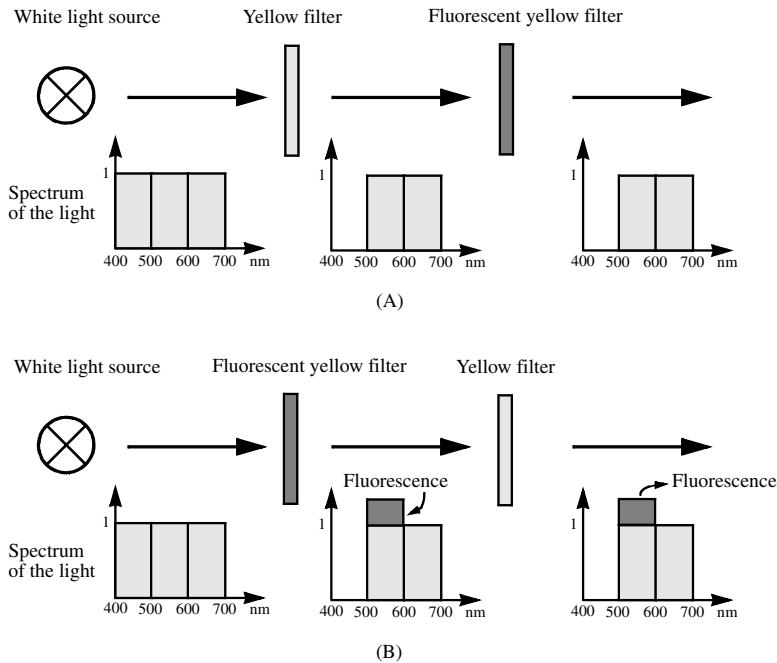 White light source Yellow filter Fluorescent yellow filter
1 1 1
Spectrum
of the light
400 500 600 700 nm 400 500 600 700 nm 400 500 600 700 nm
(A)
White light source Fluorescent yellow filter Yellow filter
Fluorescence Fluorescence
1 1 1
Spectrum
of the light
400 500 600 700 nm 400 500 600 700 nm 400 500 600 700 nm
(B)